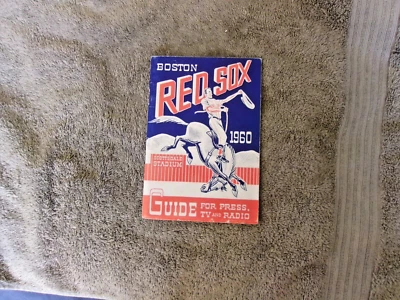 BOSTON
RED SOX
1960
SCOTTSDALE
STADIUM
GUIDE FOR PRESS,
TV AND RADIO